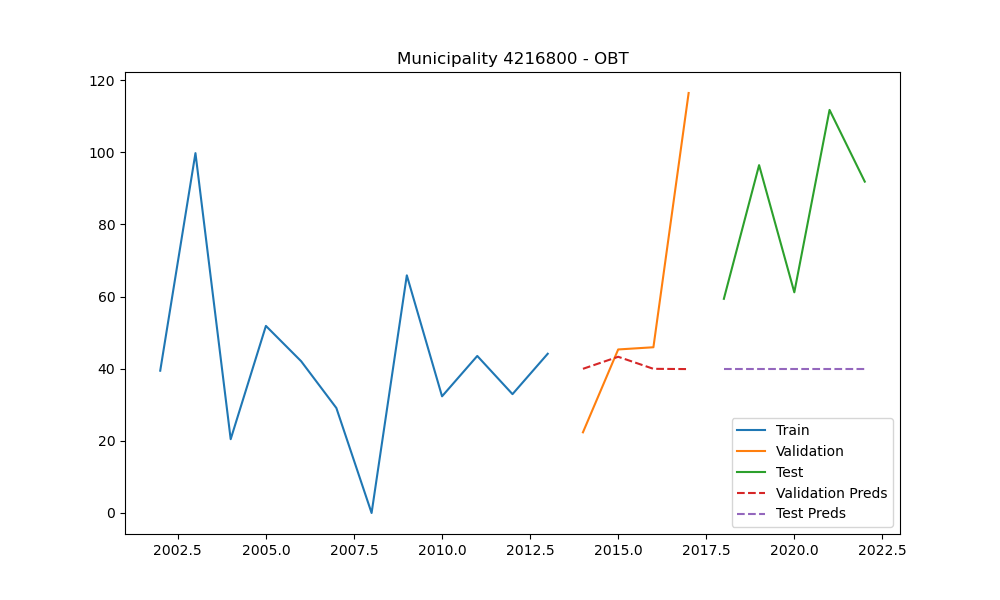 Municipality 4216800 - OBT
120
100
80
60
40
20
0
2002.5 2005.0 2007.5 2010.0 2012.5 2015.0 2017.5 2020.0 2022.5
Train
Validation
Test
Validation Preds
Test Preds